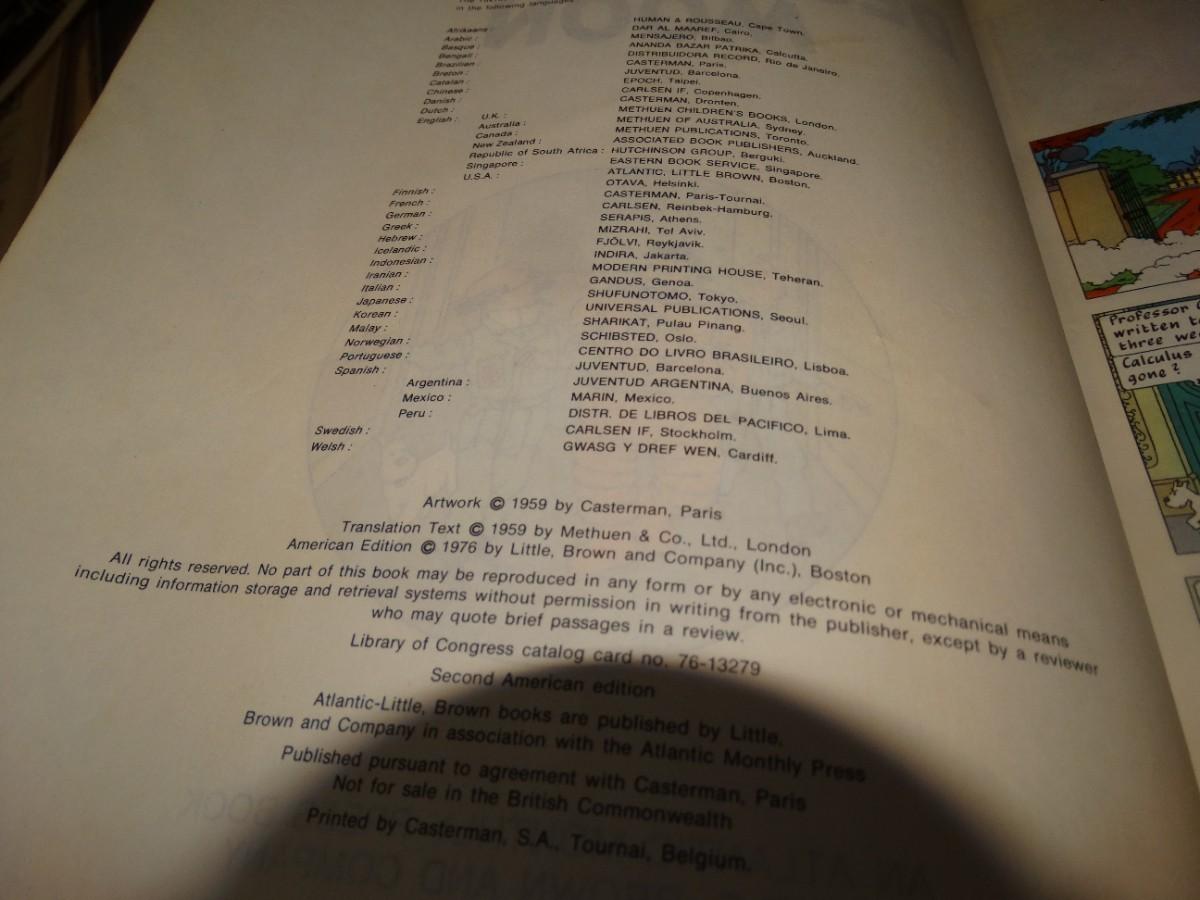 in the following languages:
Afrikaans : HUMAN & ROUSSEAU, Cape Town.
Arabic : DAR AL MAAREF, Cairo.
Basque : MENSAJERO, Bilbao.
Bengali : ANANDA BAZAR PATRIKA, Calcutta.
Brazilian : DISTRIBUIDORA RECORD, Rio de Janeiro.
Breton : CASTERMAN, Paris.
Catalan : JUVENTUD, Barcelona.
Chinese : EPOCH, Taipei.
Danish : CARLSEN IF, Copenhagen.
Dutch : CASTERMAN, Dronten.
English : U.K. : METHUEN CHILDREN'S BOOKS, London.
Australia : METHUEN OF AUSTRALIA, Sydney.
Canada : METHUEN PUBLICATIONS, Toronto.
New Zealand : ASSOCIATED BOOK PUBLISHERS, Auckland.
Republic of South Africa : HUTCHINSON GROUP, Berguki.
Singapore : EASTERN BOOK SERVICE, Singapore.
U.S.A. : ATLANTIC, LITTLE BROWN, Boston.
Finnish : OTAVA, Helsinki.
French : CASTERMAN, Paris-Tournai.
German : CARLSEN, Reinbek-Hamburg.
Greek : SERAPIS, Athens.
Hebrew : MIZRAHI, Tel Aviv.
Icelandic : FJÖLVI, Reykjavik.
Indonesian : INDIRA, Jakarta.
Iranian : MODERN PRINTING HOUSE, Teheran.
Italian : GANDUS, Genoa.
Japanese : SHUFUNOTOMO, Tokyo.
Korean : UNIVERSAL PUBLICATIONS, Seoul.
Malay : SHARIKAT, Pulau Pinang.
Norwegian : SCHIBSTED, Oslo.
Portuguese : CENTRO DO LIVRO BRASILEIRO, Lisboa.
Spanish : JUVENTUD, Barcelona.
Argentina : JUVENTUD ARGENTINA, Buenos Aires.
Mexico : MARIN, Mexico.
Peru : DISTR. DE LIBROS DEL PACIFICO, Lima.
Swedish : CARLSEN IF, Stockholm.
Welsh : GWASG Y DREF WEN, Cardiff.
Artwork © 1959 by Casterman, Paris
Translation Text © 1959 by Methuen & Co., Ltd., London
American Edition © 1976 by Little, Brown and Company (Inc.), Boston
All rights reserved. No part of this book may be reproduced in any form or by any electronic or mechanical means
including information storage and retrieval systems without permission in writing from the publisher, except by a reviewer
who may quote brief passages in a review.
Library of Congress catalog card no. 76-13279
Second American edition
Atlantic-Little, Brown books are published by Little,
Brown and Company in association with the Atlantic Monthly Press
Published pursuant to agreement with Casterman, Paris
Not for sale in the British Commonwealth
Printed by Casterman, S.A., Tournai, Belgium.
Professor
written to
three
Calculus
gone ?